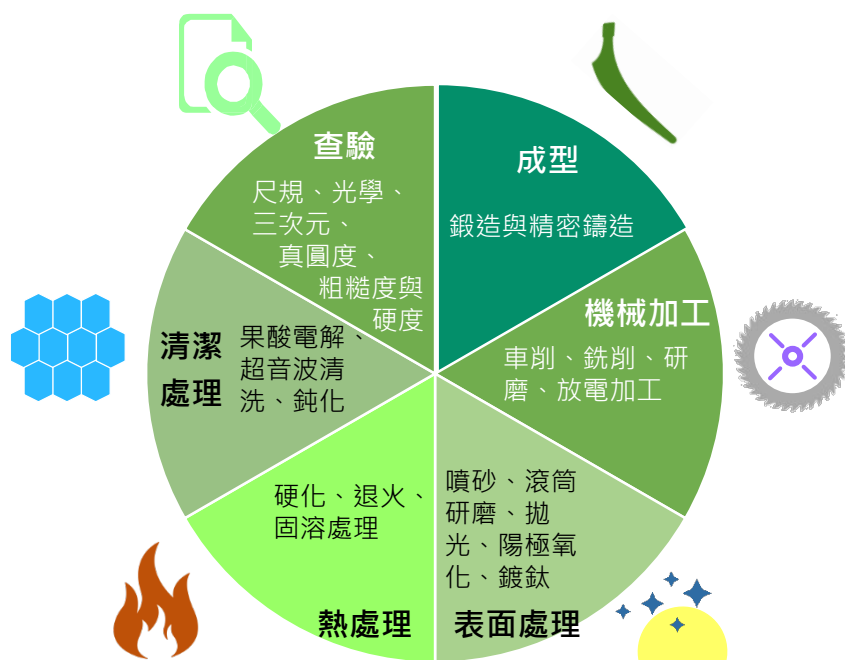 成型
鍛造與精密鑄造
機械加工
車削、銑削、研
磨、放電加工
噴砂、滾筒
研磨、拋
光、陽極氧
化、鍍鈦
表面處理
硬化、退火、
固溶處理
熱處理
清潔
處理
果酸電解、
超音波清
洗、鈍化
查驗
尺規、光學、
三次元、
真圓度、
粗糙度與
硬度